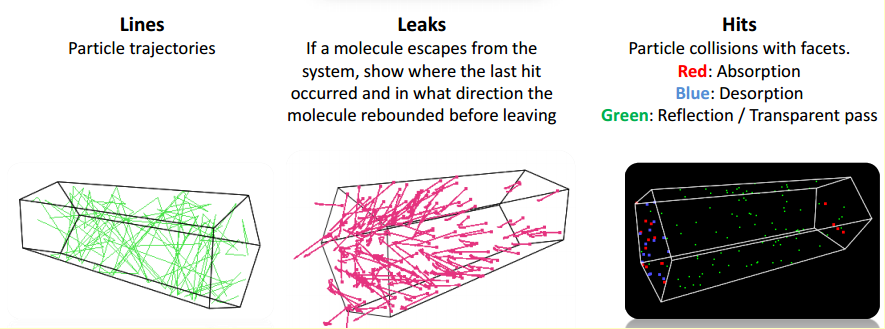 Lines
Particle trajectories
Leaks
If a molecule escapes from the
system, show where the last hit
occurred and in what direction the
molecule rebounded before leaving
Hits
Particle collisions with facets.
Red: Absorption
Blue: Desorption
Green: Reflection / Transparent pass